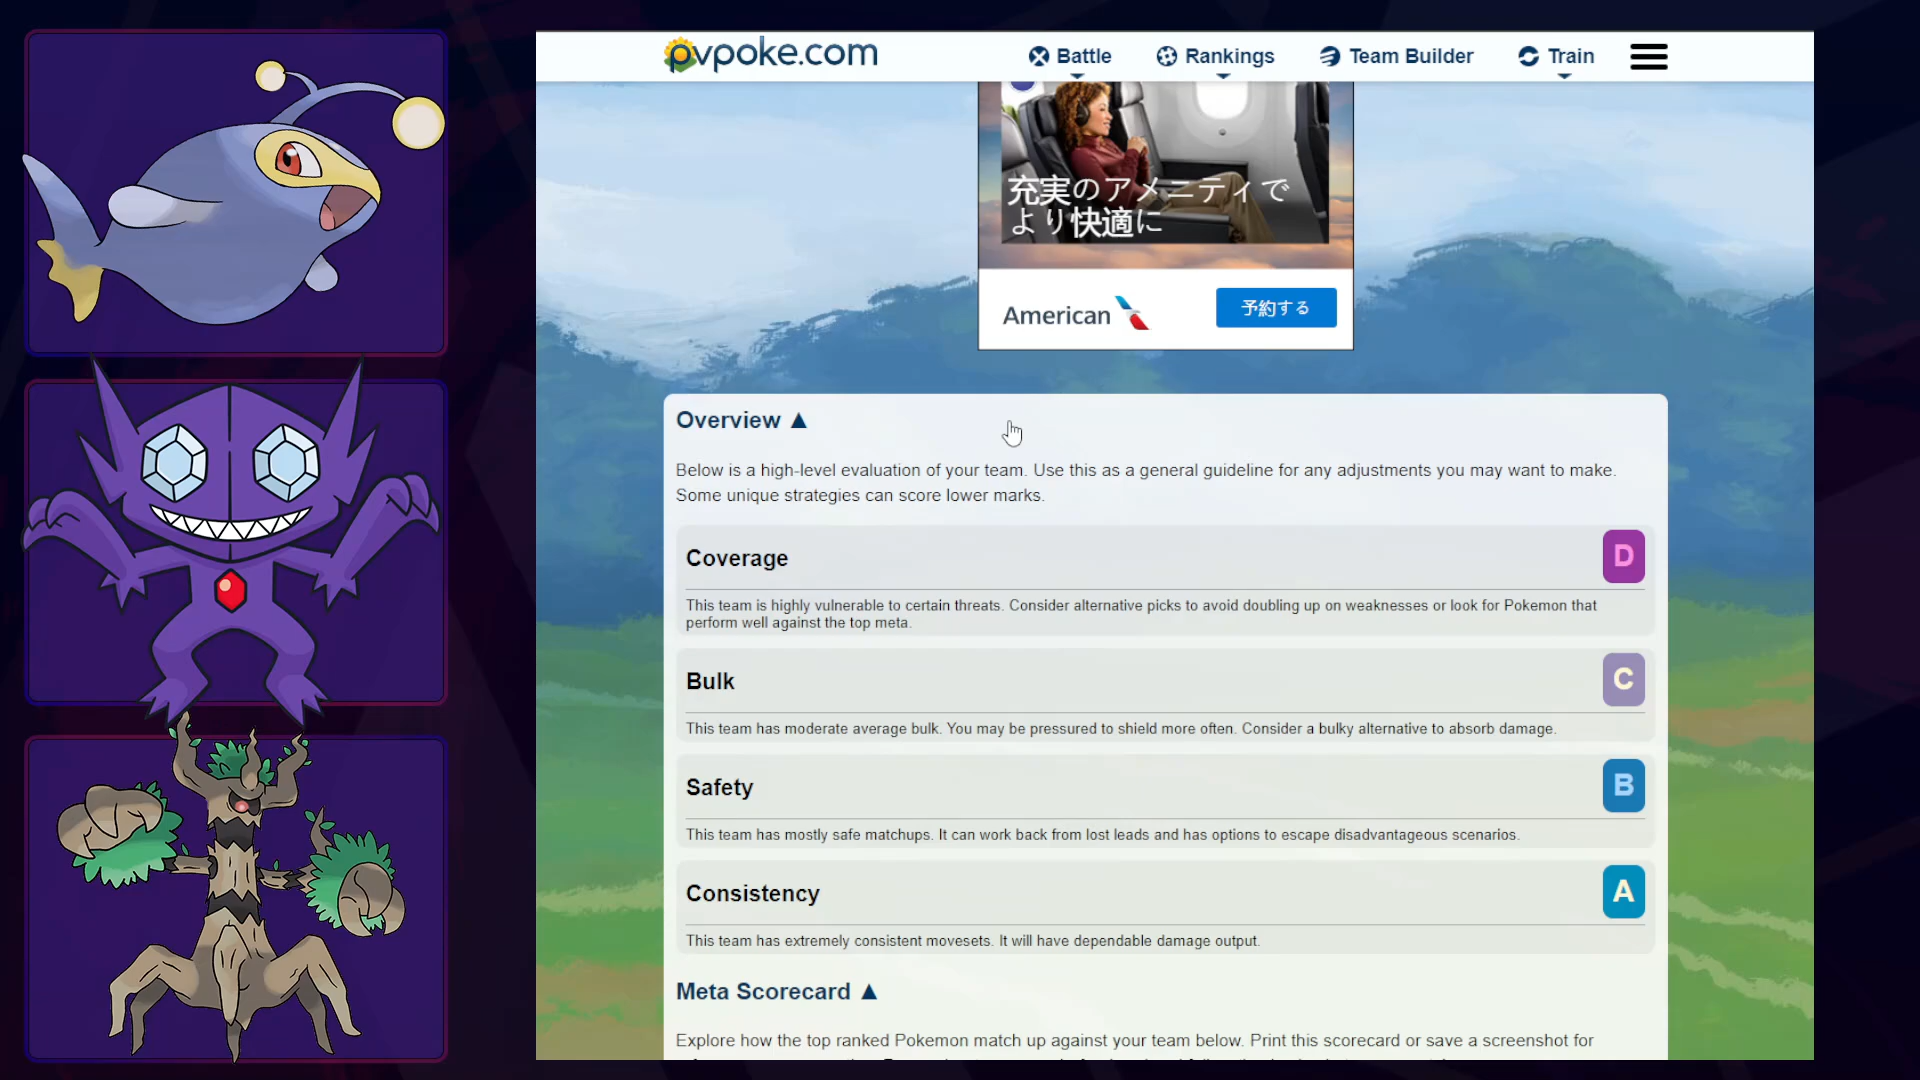 pvpoke.com
Battle
Rankings
Team Builder
Train
充実のアメニティで
より快適に
American
予約する
Overview ▲
Below is a high-level evaluation of your team. Use this as a general guideline for any adjustments you may want to make.
Some unique strategies can score lower marks.
Coverage
D
This team is highly vulnerable to certain threats. Consider alternative picks to avoid doubling up on weaknesses or look for Pokemon that
perform well against the top meta.
Bulk
C
This team has moderate average bulk. You may be pressured to shield more often. Consider a bulky alternative to absorb damage.
Safety
B
This team has mostly safe matchups. It can work back from lost leads and has options to escape disadvantageous scenarios.
Consistency
A
This team has extremely consistent movesets. It will have dependable damage output.
Meta Scorecard ▲
Explore how the top ranked Pokemon match up against your team below. Print this scorecard or save a screenshot for